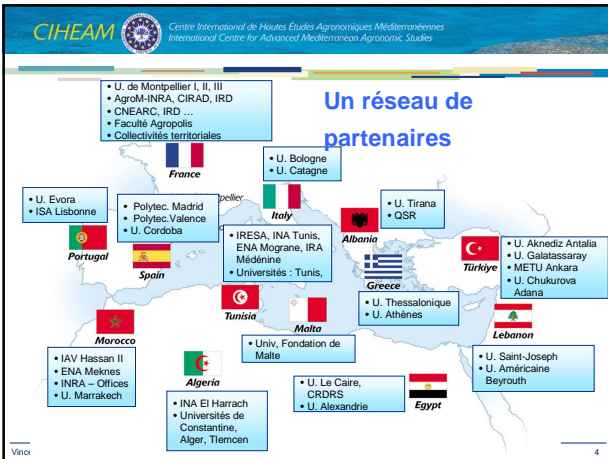 CIHEAM
Centre International de Hautes Études Agronomiques Méditerranéennes
International Centre for Advanced Mediterranean Agronomic Studies
Un réseau de
partenaires
• U. de Montpellier I, II, III
• AgroM-INRA, CIRAD, IRD
• CNEARC, IRD …
• Faculté Agropolis
• Collectivités territoriales
France
• U. Bologne
• U. Catagne
Italy
• U. Evora
• ISA Lisbonne
Portugal
• Polytec. Madrid
• Polytec.Valence
• U. Cordoba
Spain
pellier
• IRESA, INA Tunis,
ENA Mograne, IRA
Médénine
• Universités : Tunis,
Tunisia
• U. Tirana
• QSR
Albania
Greece
• U. Thessalonique
• U. Athènes
Türkiye
• U. Aknediz Antalia
• U. Galatassaray
• METU Ankara
• U. Chukurova
Adana
Malta
• Univ, Fondation de
Malte
Lebanon
• U. Saint-Joseph
• U. Américaine
Beyrouth
Morocco
• IAV Hassan II
• ENA Meknes
• INRA – Offices
• U. Marrakech
Algeria
• INA El Harrach
• Universités de
Constantine,
Alger, Tlemcen
• U. Le Caire,
CRDRS
• U. Alexandrie
Egypt
Vince
4